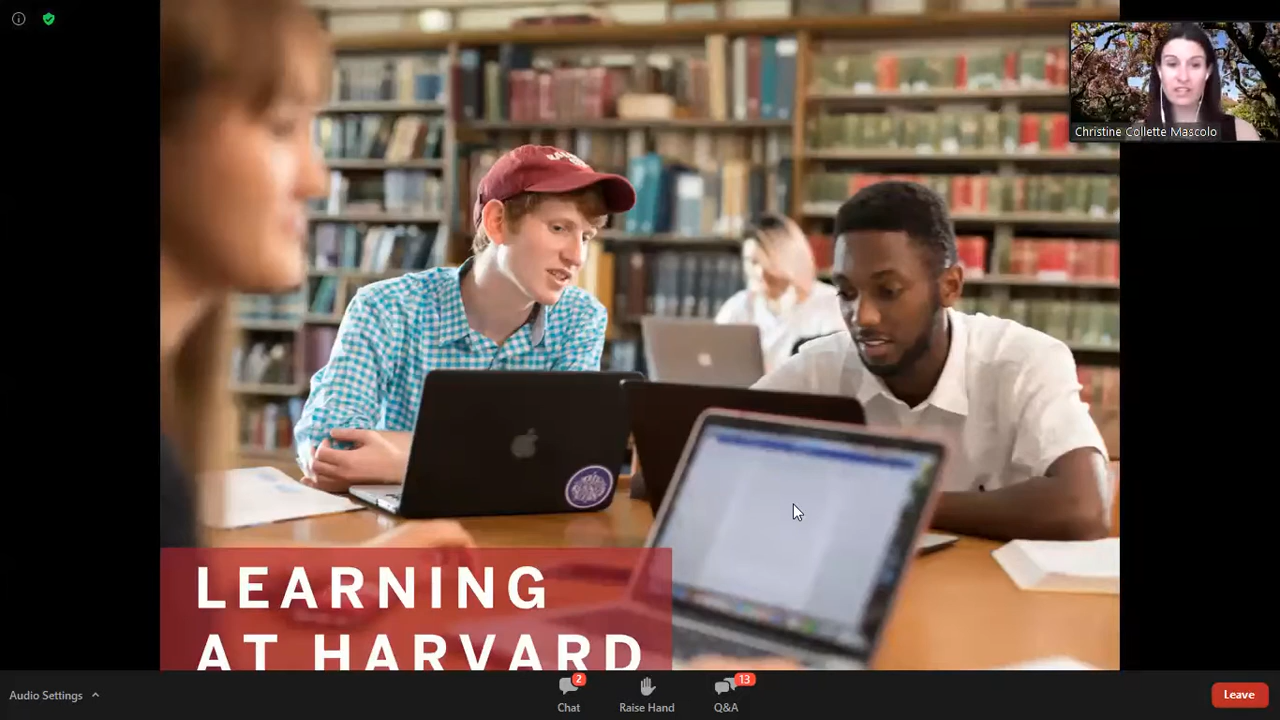 Christine Collette Mascolo
LEARNING
AT HARVARD
Audio Settings
2
Chat
Raise Hand
13
Q&A
Leave